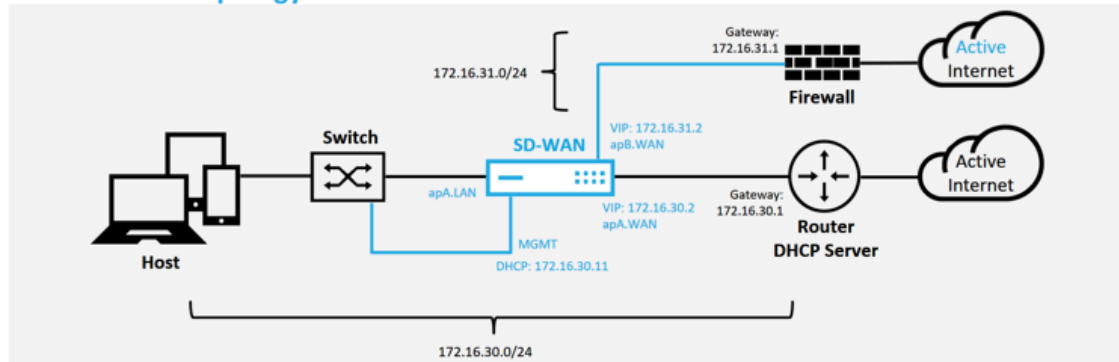 Gateway:
172.16.31.1
Active
Internet
172.16.31.0/24
Firewall
VIP: 172.16.31.2
apB.WAN
Switch
SD-WAN
Active
Internet
apA.LAN
Gateway:
172.16.30.1
VIP: 172.16.30.2
apA.WAN
Router
DHCP Server
MGMT
DHCP: 172.16.30.11
Host
172.16.30.0/24